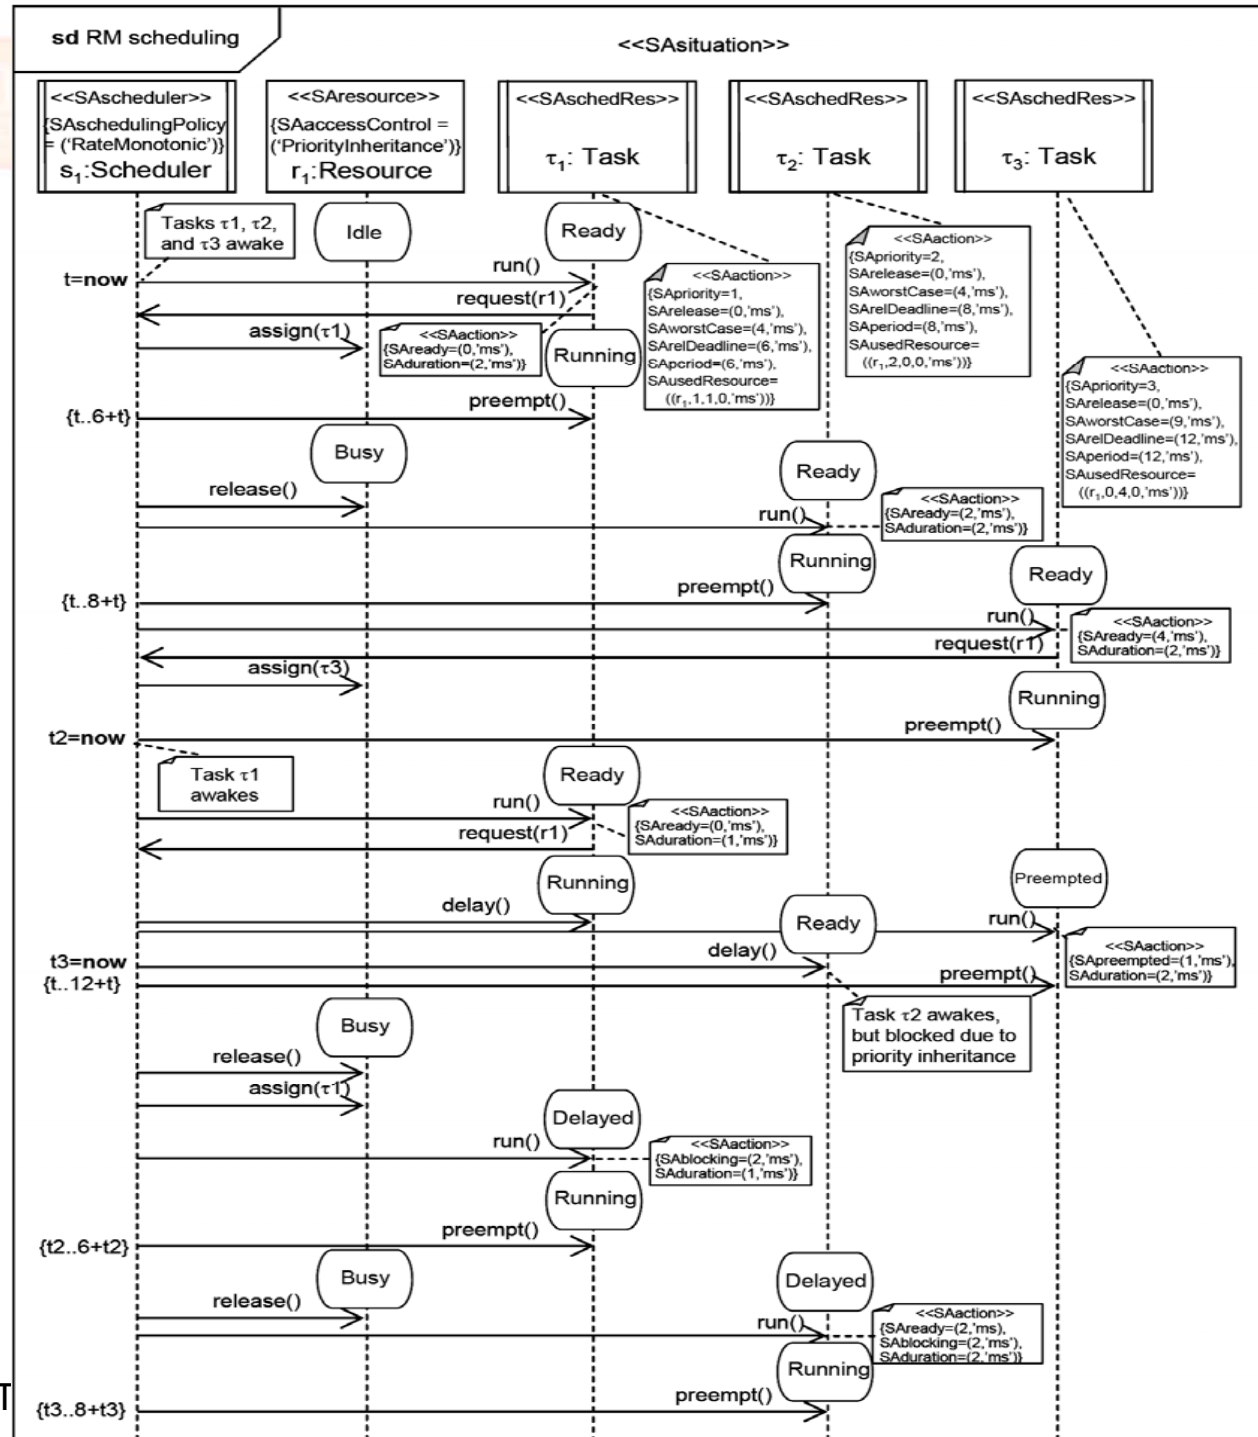 sd RM scheduling
<<SAsituation>>
<<SAscheduler>>
{SAschedulingPolicy
= ('RateMonotonic')}
s₁:Scheduler
<<SAresource>>
{SAaccessControl =
('PriorityInheritance')}
r₁:Resource
<<SAschedRes>>
τ₁: Task
<<SAschedRes>>
τ₂: Task
<<SAschedRes>>
τ₃: Task
Tasks τ1, τ2,
and τ3 awake
Idle
Ready
<<SAaction>>
{SApriority=1,
SArelease=(0,'ms'),
SAworstCase=(4,'ms'),
SArelDeadline=(6,'ms'),
SAperiod=(6,'ms'),
SAusedResource=
((r₁,1,1,0,'ms'))}
<<SAaction>>
{SApriority=2,
SArelease=(0,'ms'),
SAworstCase=(4,'ms'),
SArelDeadline=(8,'ms'),
SAperiod=(8,'ms'),
SAusedResource=
((r₁,2,0,0,'ms'))}
<<SAaction>>
{SApriority=3,
SArelease=(0,'ms'),
SAworstCase=(9,'ms'),
SArelDeadline=(12,'ms'),
SAperiod=(12,'ms'),
SAusedResource=
((r₁,0,4,0,'ms'))}
t=now
run()
request(r1)
assign(τ1)
<<SAaction>>
{SAready=(0,'ms'),
SAduration=(2,'ms')}
Running
{t..6+t}
preempt()
Busy
Ready
release()
run()
<<SAaction>>
{SAready=(2,'ms'),
SAduration=(2,'ms')}
Running
Ready
{t..8+t}
preempt()
run()
<<SAaction>>
{SAready=(4,'ms'),
SAduration=(2,'ms')}
request(r1)
assign(τ3)
Running
t2=now
preempt()
Task τ1
awakes
Ready
run()
<<SAaction>>
{SAready=(0,'ms'),
SAduration=(1,'ms')}
request(r1)
Running
Preempted
delay()
Ready
run()
<<SAaction>>
{SApreempted=(1,'ms'),
SAduration=(2,'ms')}
t3=now
delay()
{t..12+t}
preempt()
Task τ2 awakes,
but blocked due to
priority inheritance
Busy
release()
assign(τ1)
Delayed
run()
<<SAaction>>
{SAblocking=(2,'ms'),
SAduration=(1,'ms')}
Running
{t2..6+t2}
preempt()
Busy
Delayed
release()
run()
<<SAaction>>
{SAready=(2,'ms),
SAblocking=(2,'ms'),
SAduration=(2,'ms')}
Running
T
{t3..8+t3}
preempt()